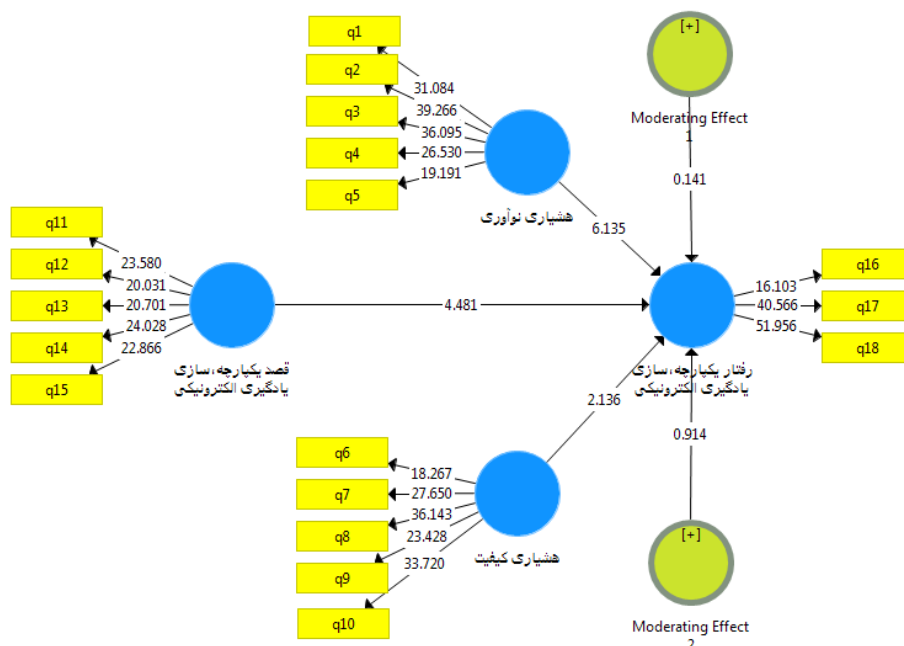 q1
q2
q3
q4
q5
31.084
39.266
36.095
26.530
19.191
هشیاری نوآوری
6.135
[+]
Moderating Effect
1
0.141
q11
q12
q13
q14
q15
23.580
20.031
20.701
24.028
22.866
قصد یکپارچه،سازی
یادگیری الکترونیکی
4.481
رفتار یکپارچه،سازی
یادگیری الکترونیکی
16.103
40.566
51.956
q16
q17
q18
q6
q7
q8
q9
q10
18.267
27.650
36.143
23.428
33.720
هشیاری کیفیت
2.136
0.914
[+]
Moderating Effect
2